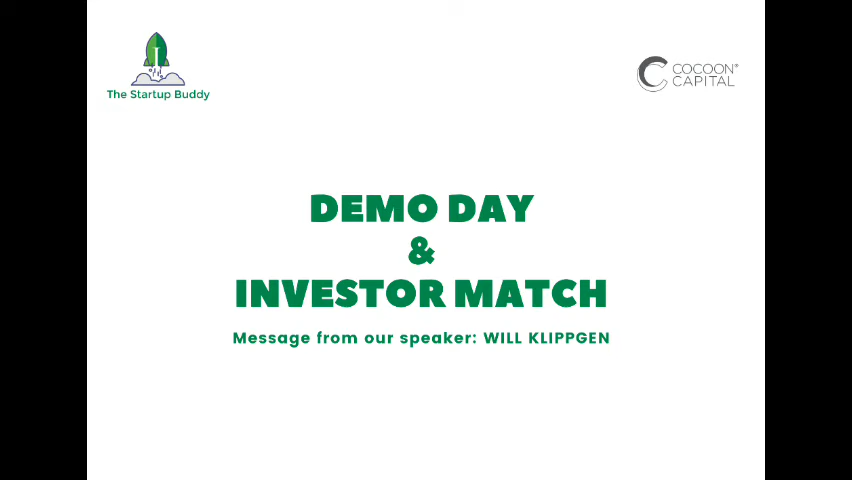 The Startup Buddy
COCOON®
CAPITAL
DEMO DAY
&
INVESTOR MATCH
Message from our speaker: WILL KLIPPGEN